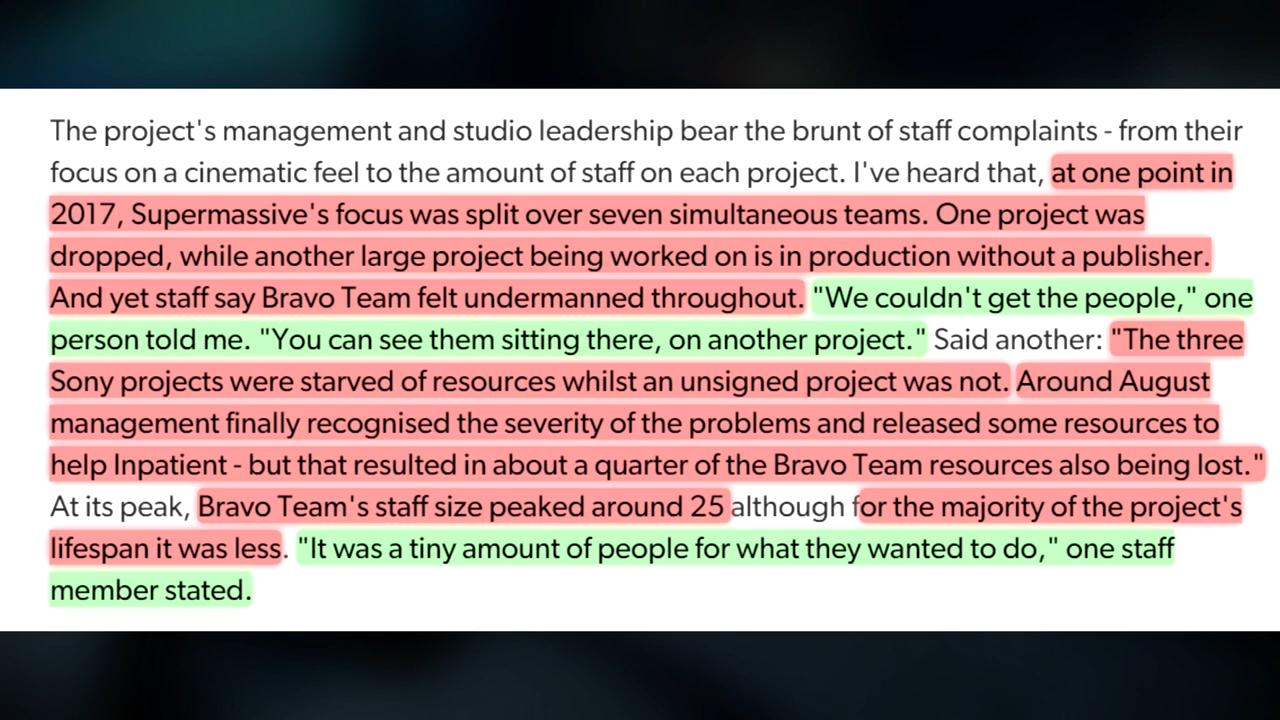 The project's management and studio leadership bear the brunt of staff complaints - from their
focus on a cinematic feel to the amount of staff on each project. I've heard that, at one point in
2017, Supermassive's focus was split over seven simultaneous teams. One project was
dropped, while another large project being worked on is in production without a publisher.
And yet staff say Bravo Team felt undermanned throughout. "We couldn't get the people," one
person told me. "You can see them sitting there, on another project." Said another: "The three
Sony projects were starved of resources whilst an unsigned project was not. Around August
management finally recognised the severity of the problems and released some resources to
help Inpatient - but that resulted in about a quarter of the Bravo Team resources also being lost."
At its peak, Bravo Team's staff size peaked around 25 although for the majority of the project's
lifespan it was less. "It was a tiny amount of people for what they wanted to do," one staff
member stated.